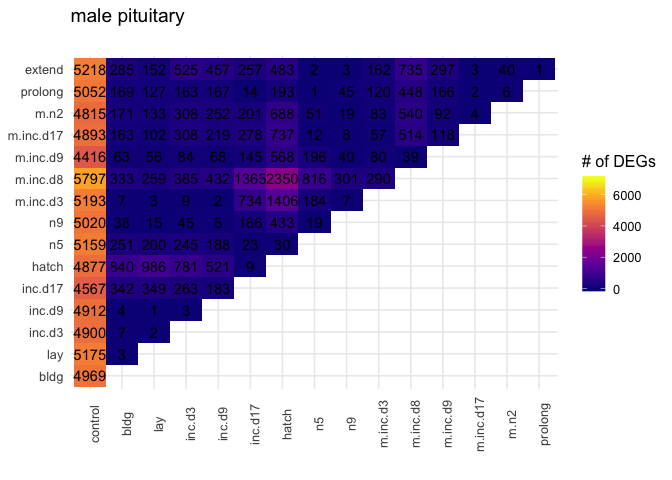 male pituitary
extend 5218 285 152 525 457 257 483 2 3 162 735 297 3 40 1
prolong 5052 169 127 163 167 14 193 1 45 120 448 166 2 6
m.n2 4815 171 133 308 252 201 688 51 19 83 540 92 4
m.inc.d17 4893 163 102 308 219 278 737 12 8 57 514 118
m.inc.d9 4416 63 56 84 68 145 568 196 40 80 39
m.inc.d8 5797 333 259 385 432 1365 2350 816 301 290
m.inc.d3 5193 7 3 9 2 734 1406 184 7
n9 5020 38 15 45 5 166 433 19
n5 5159 251 200 245 188 23 30
hatch 4877 840 986 781 521 9
inc.d17 4567 342 349 263 183
inc.d9 4912 4 1 3
inc.d3 4900 7 2
lay 5175 3
bldg 4969
control bldg lay inc.d3 inc.d9 inc.d17 hatch n5 n9 m.inc.d3 m.inc.d8 m.inc.d9 m.inc.d17 m.n2 prolong
# of DEGs
6000
4000
2000
0